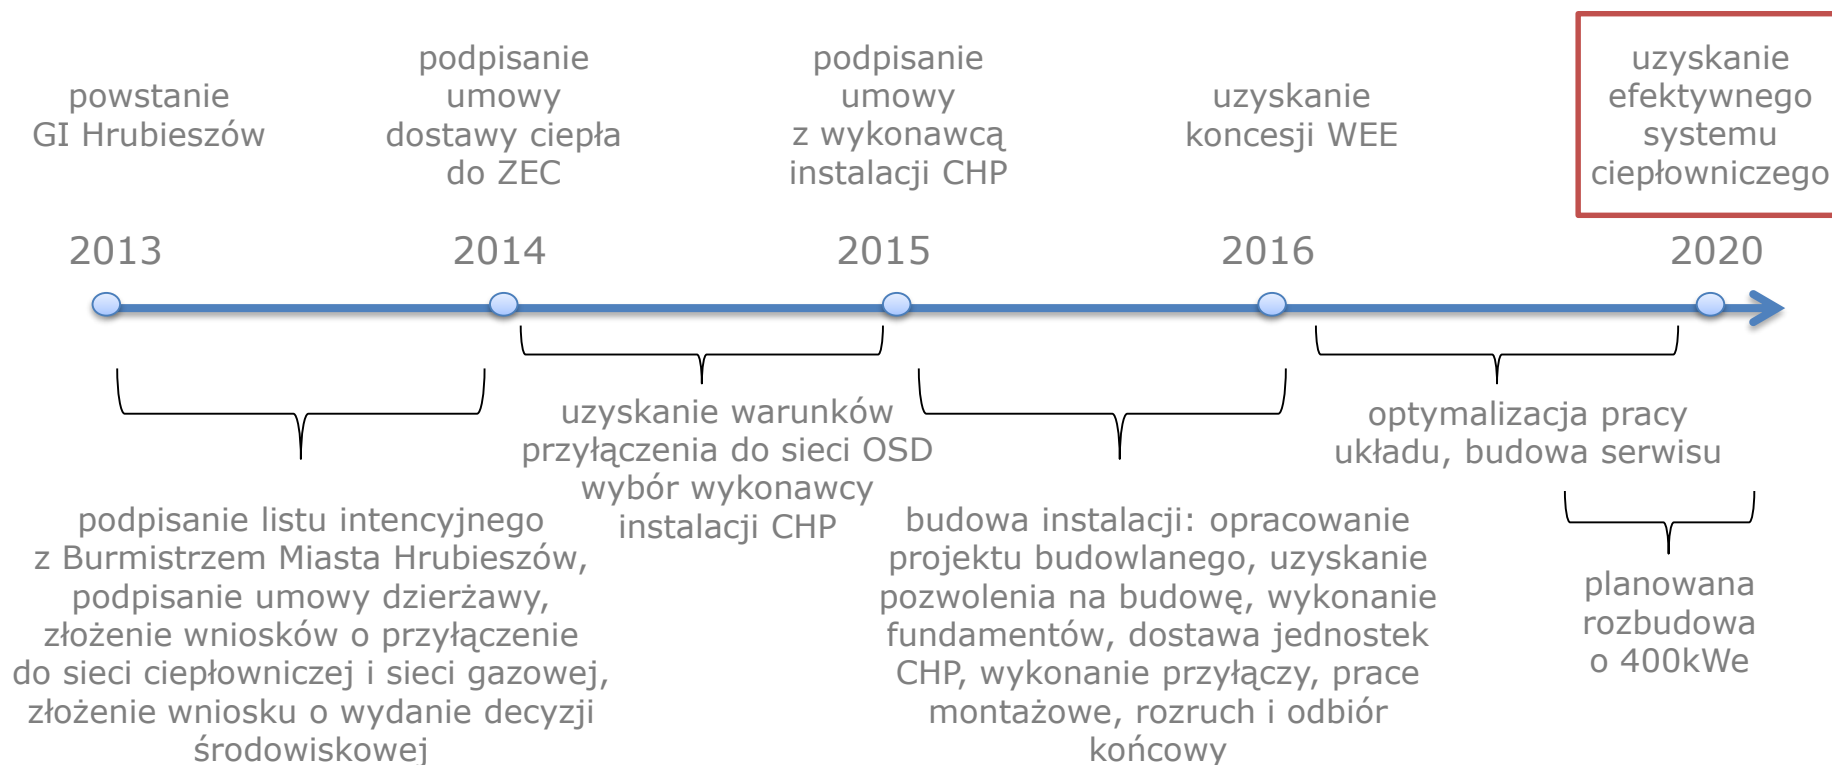 powstanie
GI Hrubieszów
podpisanie
umowy
dostawy ciepła
do ZEC
podpisanie
umowy
z wykonawcą
instalacji CHP
uzyskanie
koncesji WEE
uzyskanie
efektywnego
systemu
ciepłowniczego
2013
2014
2015
2016
2020
podpisanie listu intencyjnego
z Burmistrzem Miasta Hrubieszów,
podpisanie umowy dzierżawy,
złożenie wniosków o przyłączenie
do sieci ciepłowniczej i sieci gazowej,
złożenie wniosku o wydanie decyzji
środowiskowej
uzyskanie warunków
przyłączenia do sieci OSD
wybór wykonawcy
instalacji CHP
budowa instalacji: opracowanie
projektu budowlanego, uzyskanie
pozwolenia na budowę, wykonanie
fundamentów, dostawa jednostek
CHP, wykonanie przyłączy, prace
montażowe, rozruch i odbiór
końcowy
optymalizacja pracy
układu, budowa serwisu
planowana
rozbudowa
o 400kWe